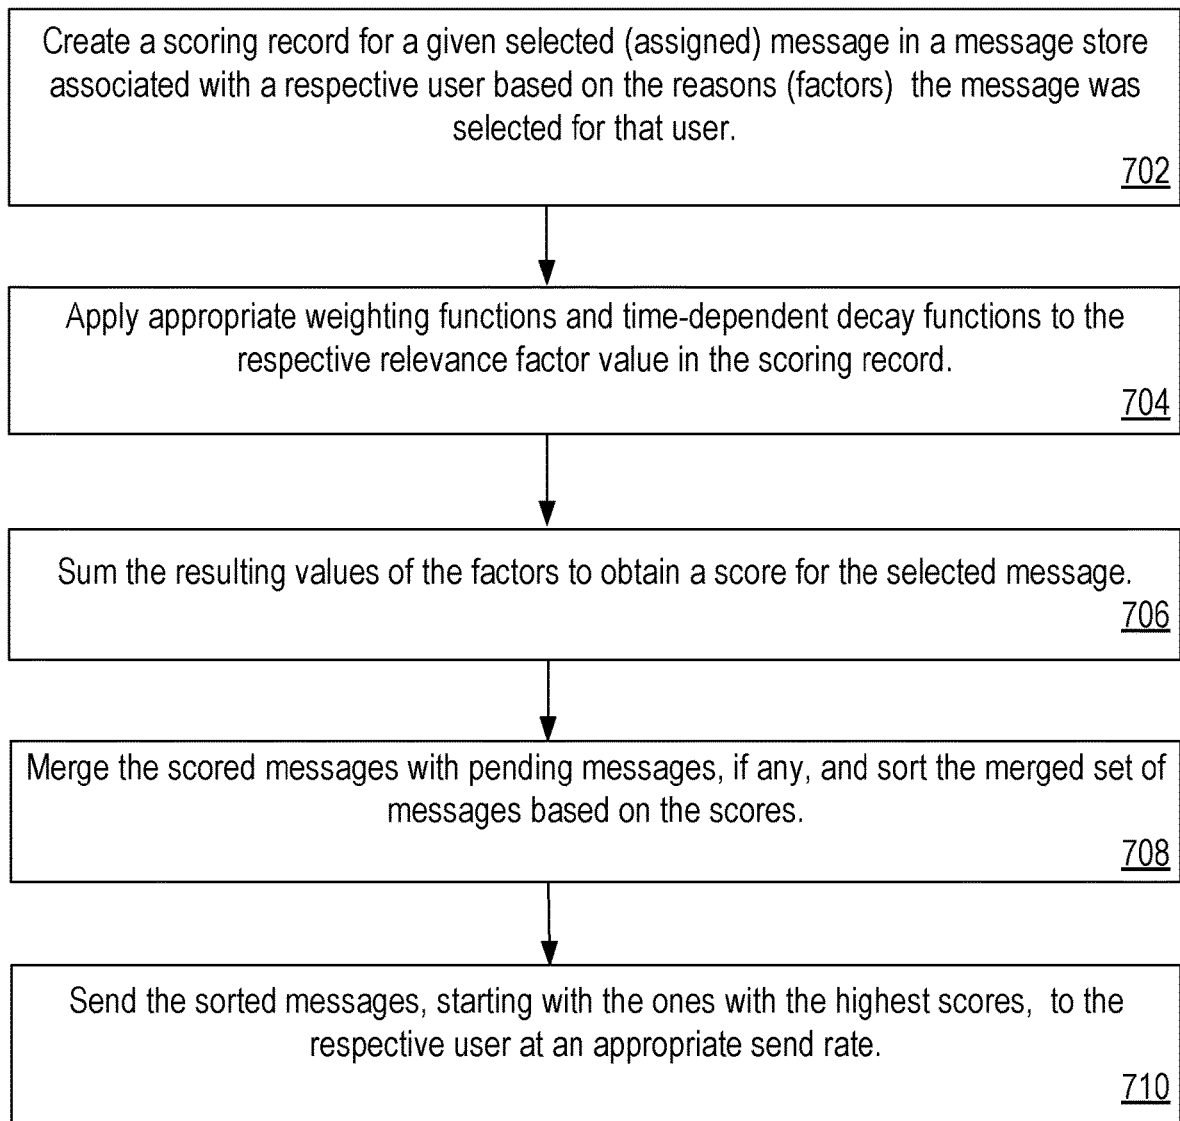 Create a scoring record for a given selected (assigned) message in a message store
associated with a respective user based on the reasons (factors)  the message was
selected for that user.
702
Apply appropriate weighting functions and time-dependent decay functions to the
respective relevance factor value in the scoring record.
704
Sum the resulting values of the factors to obtain a score for the selected message.
706
Merge the scored messages with pending messages, if any, and sort the merged set of
messages based on the scores.
708
Send the sorted messages, starting with the ones with the highest scores,  to the
respective user at an appropriate send rate.
710